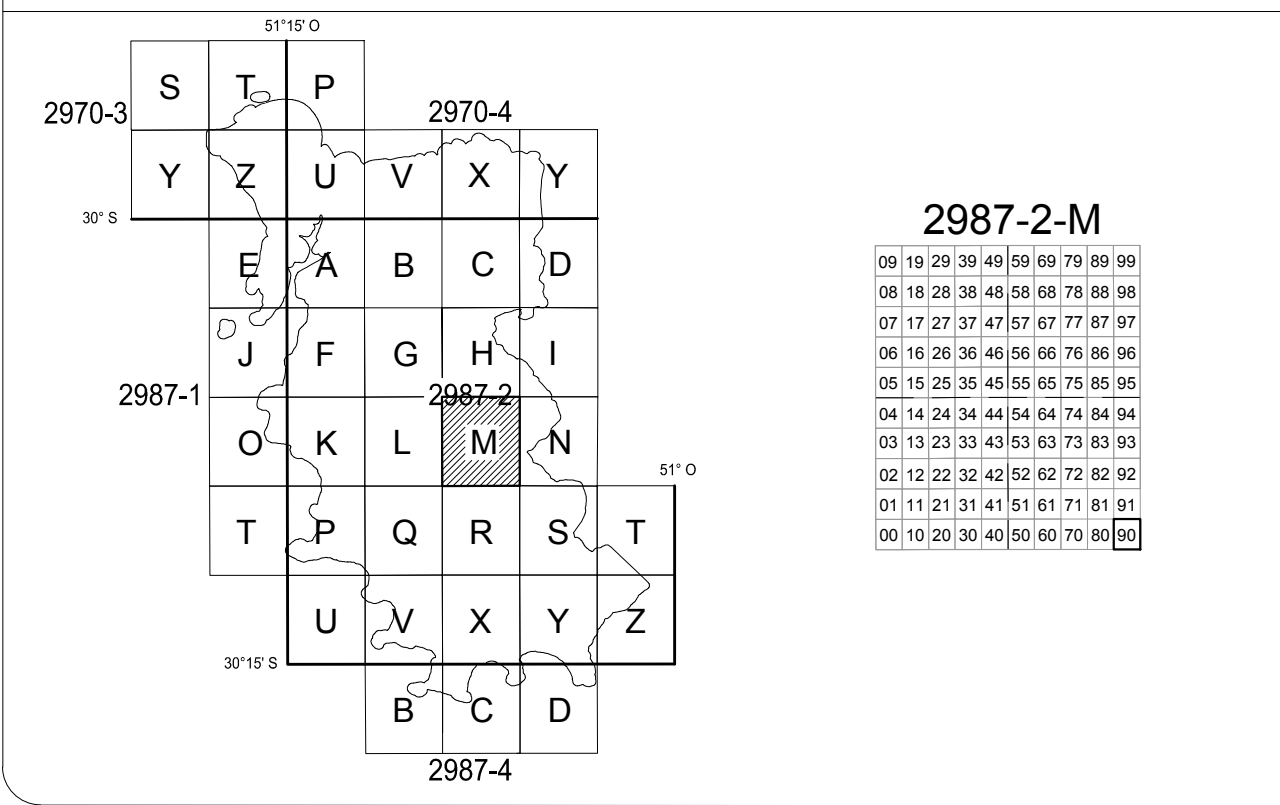 51°15' O
S T P
2970-3
2970-4
Y Z U V X Y
30° S
E A B C D
J F G H I
2987-1
2987-2
O K L M N
51° O
T P Q R S T
U V X Y Z
30°15' S
B C D
2987-4
2987-2-M
09 19 29 39 49 59 69 79 89 99
08 18 28 38 48 58 68 78 88 98
07 17 27 37 47 57 67 77 87 97
06 16 26 36 46 56 66 76 86 96
05 15 25 35 45 55 65 75 85 95
04 14 24 34 44 54 64 74 84 94
03 13 23 33 43 53 63 73 83 93
02 12 22 32 42 52 62 72 82 92
01 11 21 31 41 51 61 71 81 91
00 10 20 30 40 50 60 70 80 90